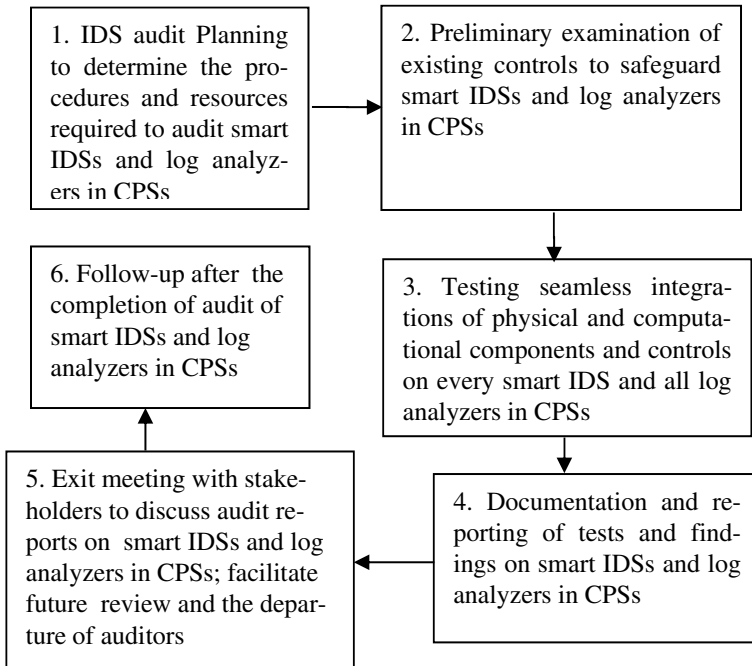 1. IDS audit Planning
to determine the pro-
cedures and resources
required to audit smart
IDSs and log analyz-
ers in CPSs
2. Preliminary examination of
existing controls to safeguard
smart IDSs and log analyzers
in CPSs
3. Testing seamless integra-
tions of physical and computa-
tional components and controls
on every smart IDS and all log
analyzers in CPSs
4. Documentation and re-
porting of tests and find-
ings on smart IDSs and log
analyzers in CPSs
5. Exit meeting with stake-
holders to discuss audit re-
ports on smart IDSs and log
analyzers in CPSs; facilitate
future review and the depar-
ture of auditors
6. Follow-up after the
completion of audit of
smart IDSs and log
analyzers in CPSs